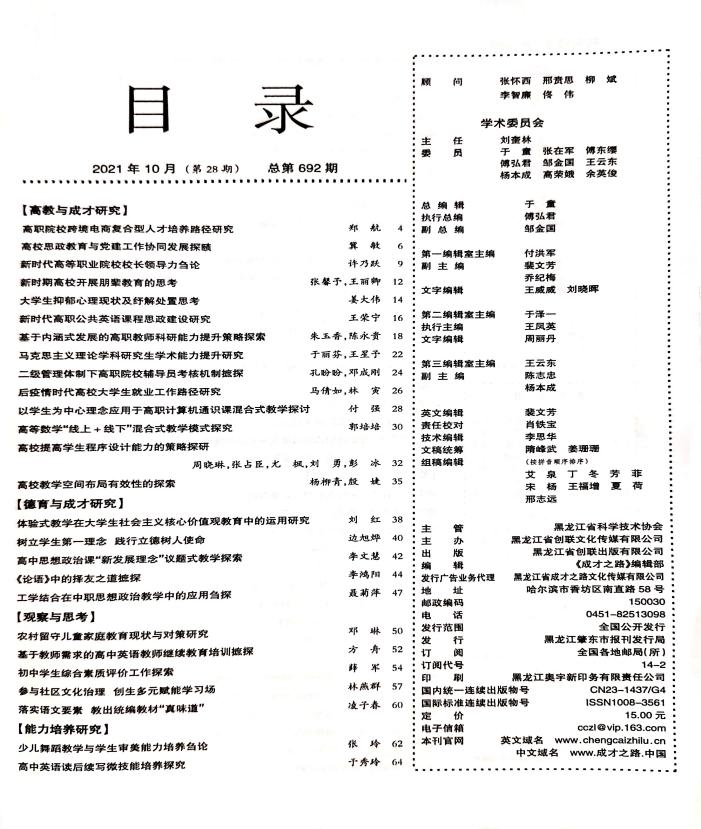 目 录
2021年10月（第28期） 总第692期
【高教与成才研究】
高职院校跨境电商复合型人才培养路径研究 郑 航 4
高校思政教育与党建工作协同发展探赜 冀 敏 6
新时代高等职业院校校长领导力刍论 许乃跃 9
新时期高校开展朋辈教育的思考 张馨予,王丽卿 12
大学生抑郁心理现状及纾解处置思考 姜大伟 14
新时代高职公共英语课程思政建设研究 王荣宁 16
基于内涵式发展的高职教师科研能力提升策略探索 朱玉香,陈永贵 18
马克思主义理论学科研究生学术能力提升研究 于丽芬,王星予 22
二级管理体制下高职院校辅导员考核机制摭探 孔盼盼,邓成刚 24
后疫情时代高校大学生就业工作路径研究 马倩如,林 寅 26
以学生为中心理念应用于高职计算机通识课混合式教学探讨 付 强 28
高等数学“线上+线下”混合式教学模式探究 郭培培 30
高校提高学生程序设计能力的策略探研
周晓琳,张占臣,尤 枫,刘 勇,彭 冰 32
高校教学空间布局有效性的探索 杨柳青,殷 婕 35
【德育与成才研究】
体验式教学在大学生社会主义核心价值观教育中的运用研究 刘 红 38
树立学生第一理念 践行立德树人使命 边旭烨 40
高中思想政治课“新发展理念”议题式教学探索 李文慧 42
《论语》中的择友之道摭探 李鸿阳 44
工学结合在中职思想政治教学中的应用刍探 聂菊萍 47
【观察与思考】
农村留守儿童家庭教育现状与对策研究 邓 琳 50
基于教师需求的高中英语教师继续教育培训摭探 方 舟 52
初中学生综合素质评价工作探索 薛 军 54
参与社区文化治理 创生多元赋能学习场 林燕群 57
落实语文要素 教出统编教材“真味道” 凌子春 60
【能力培养研究】
少儿舞蹈教学与学生审美能力培养刍论 张 玲 62
高中英语读后续写微技能培养探究 于秀玲 64
顾 问 张怀西 邢贲思 柳 斌
李智廉 佟 伟
学术委员会
主 任 刘奎林
委 员 于 童 张在军 傅东缨
傅弘君 邹金国 王云东
杨本成 高荣娥 余英俊
总 编 辑 于 童
执行总编 傅弘君
副 总 编 邹金国
第一编辑室主编 付洪军
副 主 编 裴文芳
乔纪梅
文字编辑 王威威 刘晓晖
第二编辑室主编 于泽一
执行主编 王凤英
文字编辑 周丽丹
第三编辑室主编 王云东
副 主 编 陈志忠
杨本成
英文编辑 裴文芳
责任校对 肖铁宝
技术编辑 李思华
文稿统筹 隋峰武 姜珊珊
组稿编辑 (按拼音顺序排序)
艾 泉 丁 冬 芳 菲
宋 杨 王福增 夏 荷
邢志远
主 管 黑龙江省科学技术协会
主 办 黑龙江省创联文化传媒有限公司
出 版 黑龙江省创联出版有限公司
编 辑 《成才之路》编辑部
发行广告业务代理 黑龙江省成才之路文化传媒有限公司
地 址 哈尔滨市香坊区南直路58号
邮政编码 150030
电 话 0451-82513098
发行范围 全国公开发行
发 行 黑龙江肇东市报刊发行局
订 阅 全国各地邮局(所)
订阅代号 14-2
印 刷 黑龙江奥宇新印务有限责任公司
国内统一连续出版物号 CN23-1437/G4
国际标准连续出版物号 ISSN1008-3561
定 价 15.00元
电子信箱 cczl@vip.163.com
本刊官网 英文域名 www.chengcaizhilu.cn
中文域名 www.成才之路.中国